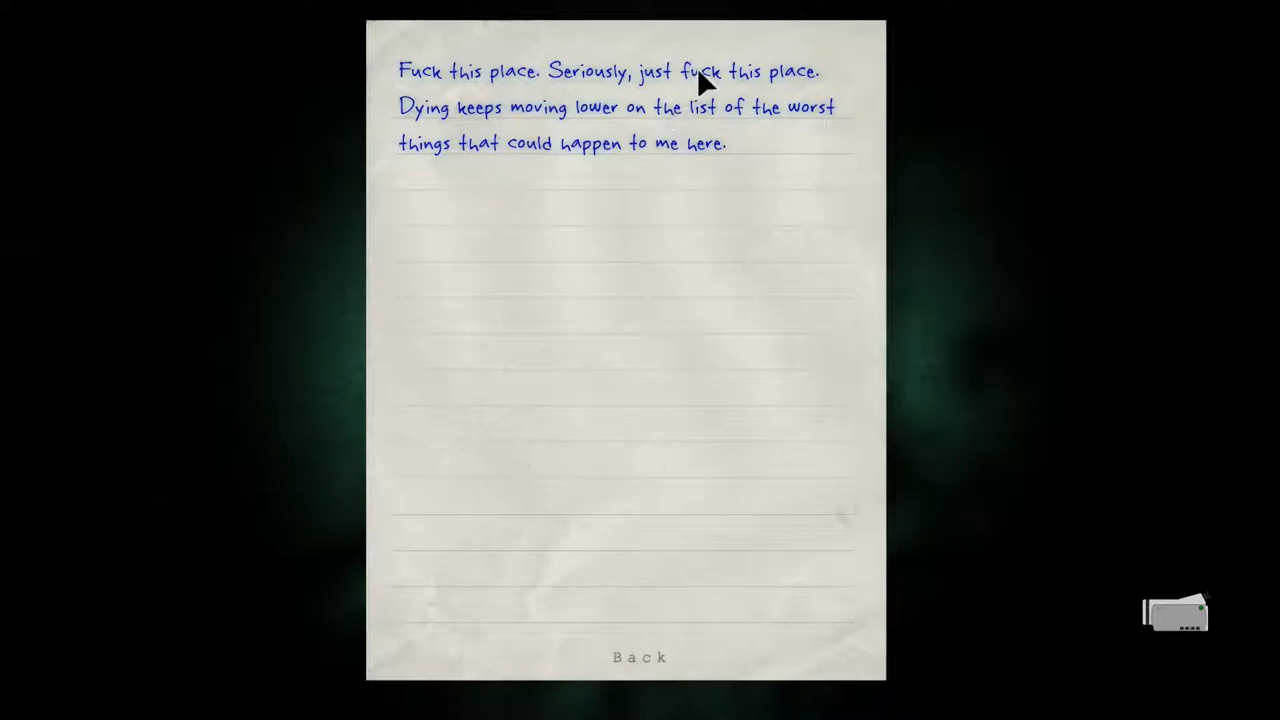 Fuck this place. Seriously, just fuck this place.
Dying keeps moving lower on the list of the worst
things that could happen to me here.
Back